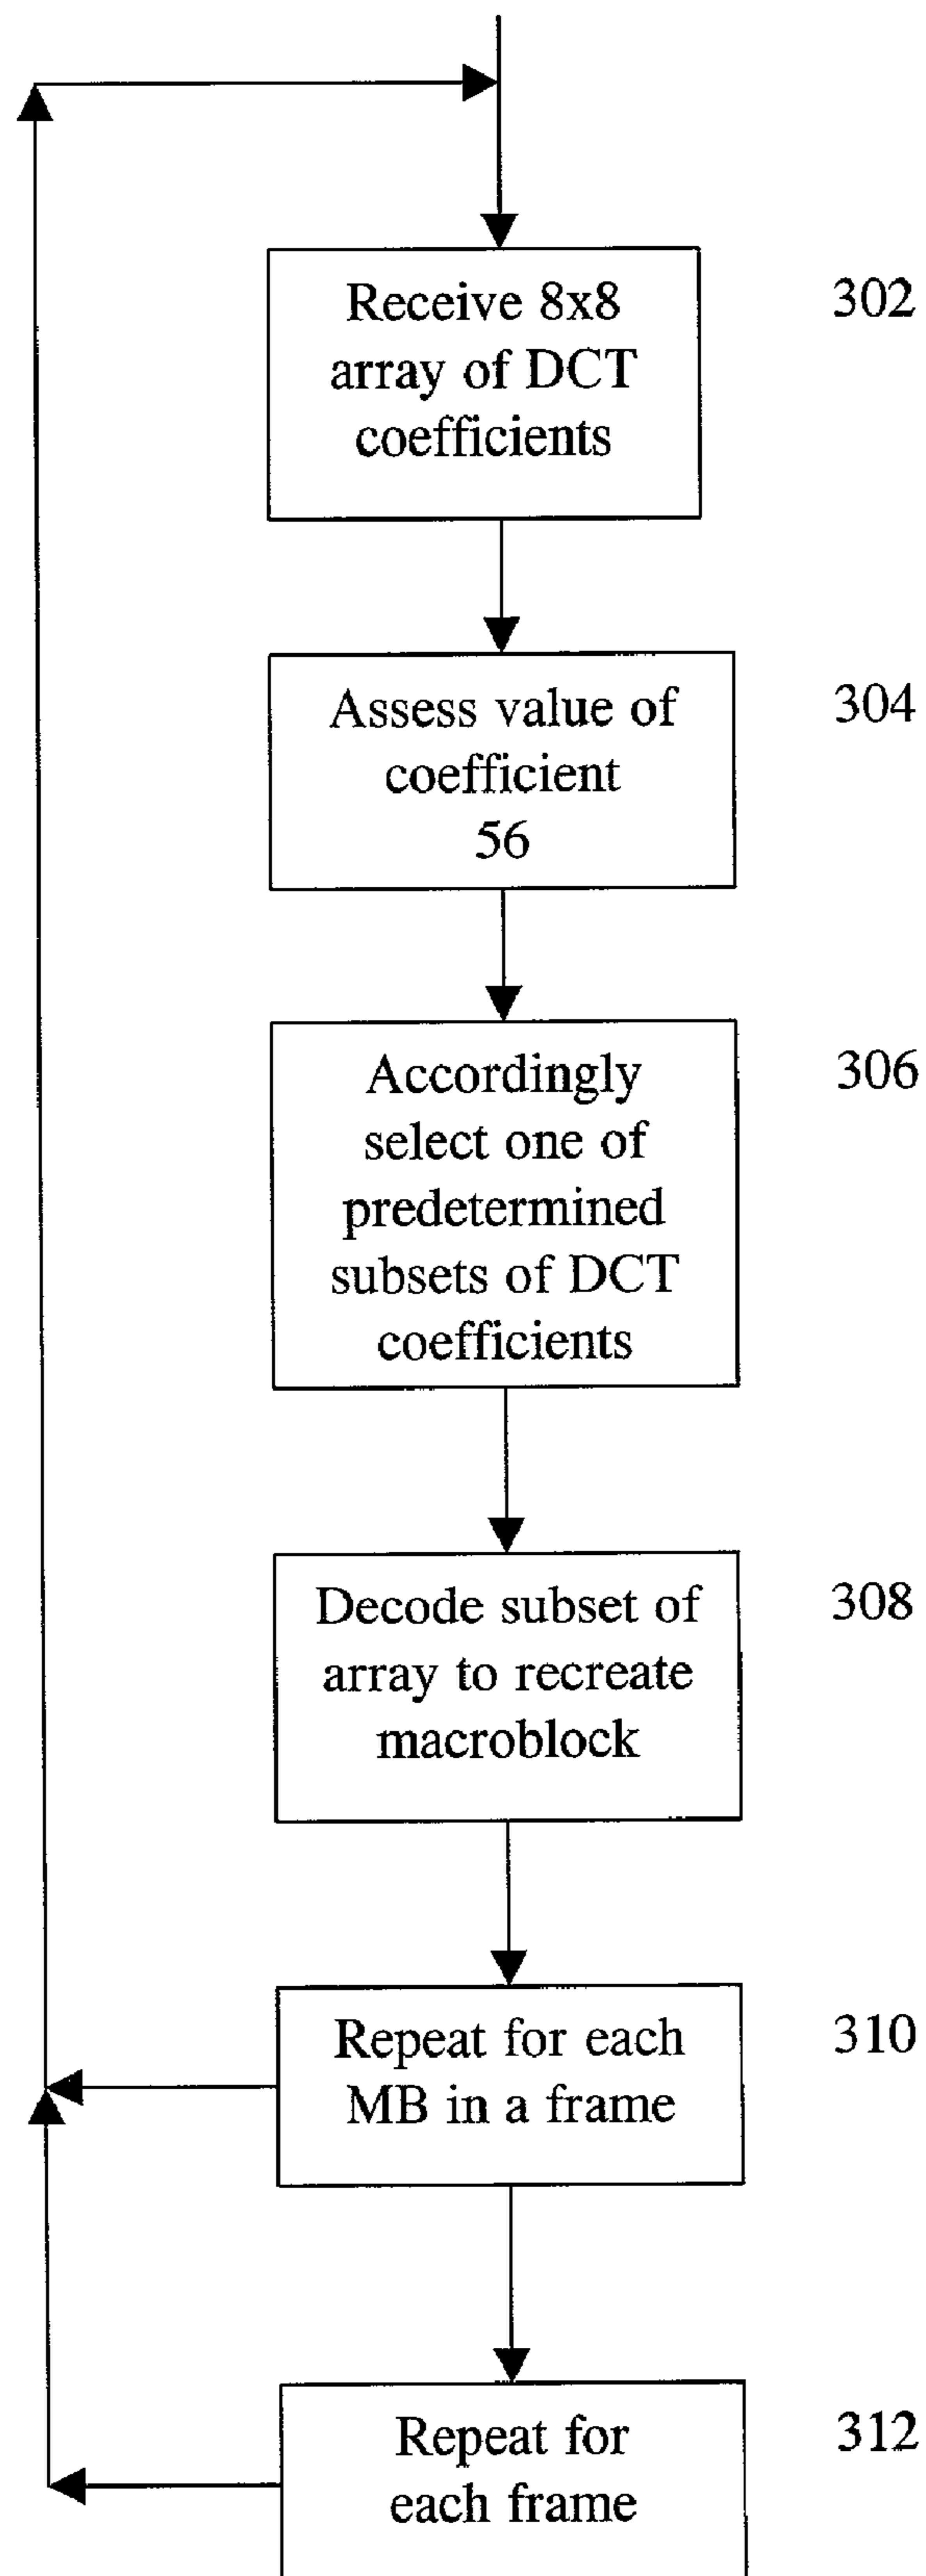 Receive 8x8
array of DCT
coefficients
302
Assess value of
coefficient
56
304
Accordingly
select one of
predetermined
subsets of DCT
coefficients
306
Decode subset of
array to recreate
macroblock
308
Repeat for each
MB in a frame
310
Repeat for
each frame
312